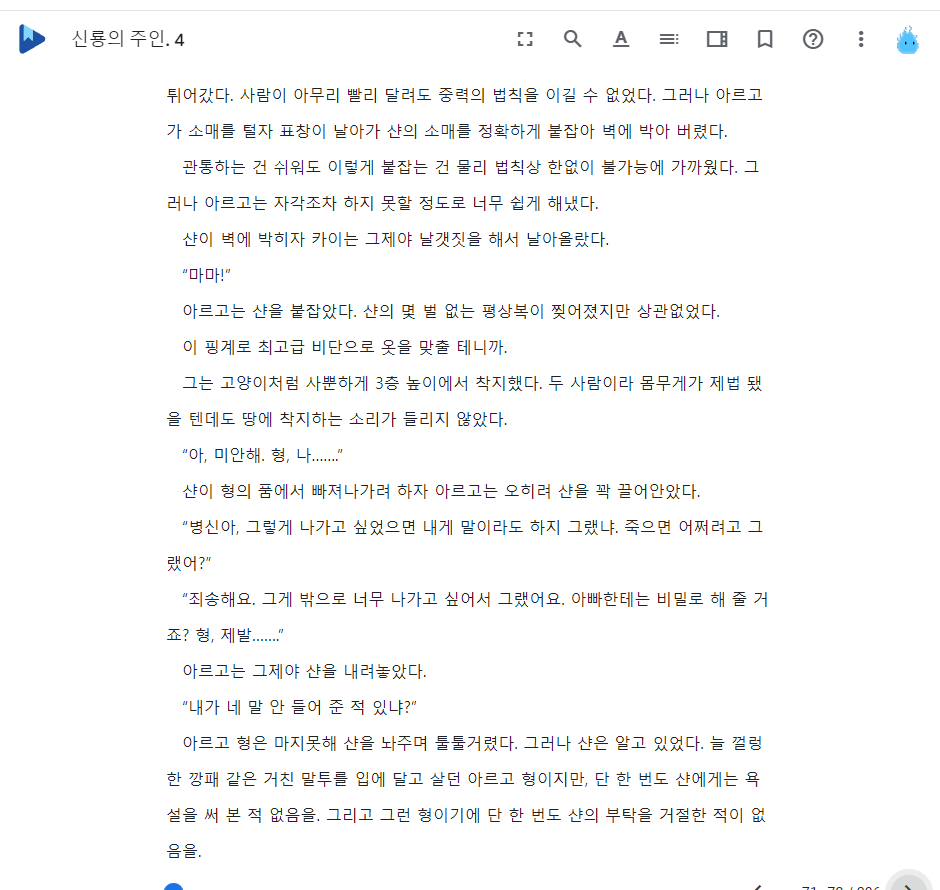 신룡의 주인. 4
튀어갔다. 사람이 아무리 빨리 달려도 중력의 법칙을 이길 수 없었다. 그러나 아르고
가 소매를 털자 표창이 날아가 샨의 소매를 정확하게 붙잡아 벽에 박아 버렸다.
관통하는 건 쉬워도 이렇게 붙잡는 건 물리 법칙상 한없이 불가능에 가까웠다. 그
러나 아르고는 자각조차 하지 못할 정도로 너무 쉽게 해냈다.
샨이 벽에 박히자 카이는 그제야 날갯짓을 해서 날아올랐다.
“마마!”
아르고는 샨을 붙잡았다. 샨의 몇 벌 없는 평상복이 찢어졌지만 상관없었다.
이 핑계로 최고급 비단으로 옷을 맞출 테니까.
그는 고양이처럼 사뿐하게 3층 높이에서 착지했다. 두 사람이라 몸무게가 제법 됐
을 텐데도 땅에 착지하는 소리가 들리지 않았다.
“아, 미안해. 형, 나…….”
샨이 형의 품에서 빠져나가려 하자 아르고는 오히려 샨을 꽉 끌어안았다.
“병신아, 그렇게 나가고 싶었으면 내게 말이라도 하지 그랬냐. 죽으면 어쩌려고 그
랬어?”
“죄송해요. 그게 밖으로 너무 나가고 싶어서 그랬어요. 아빠한테는 비밀로 해 줄 거
죠? 형, 제발…….”
아르고는 그제야 샨을 내려놓았다.
“내가 네 말 안 들어 준 적 있냐?”
아르고 형은 마지못해 샨을 놔주며 툴툴거렸다. 그러나 샨은 알고 있었다. 늘 껄렁
한 깡패 같은 거친 말투를 입에 달고 살던 아르고 형이지만, 단 한 번도 샨에게는 욕
설을 써 본 적 없음을. 그리고 그런 형이기에 단 한 번도 샨의 부탁을 거절한 적이 없
음을.